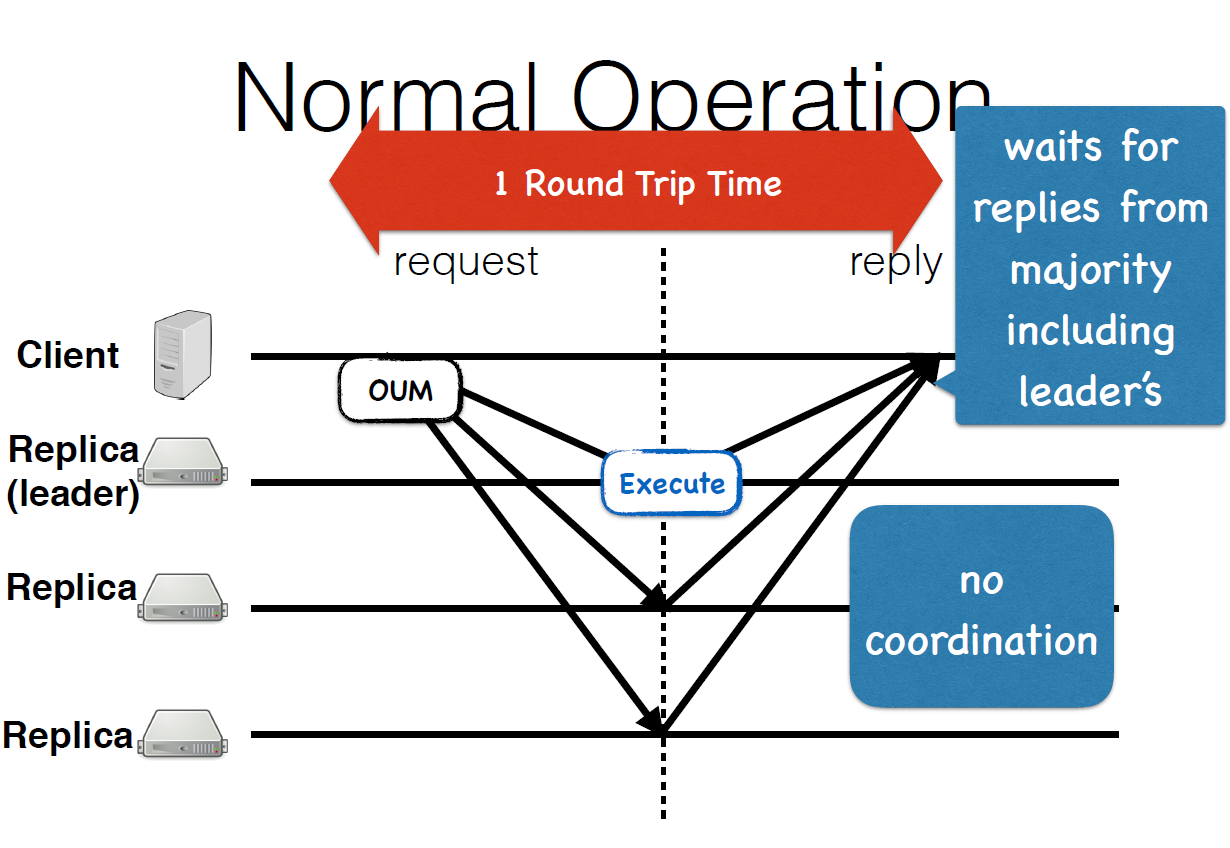 Normal Operation
1 Round Trip Time
waits for
replies from
majority
including
leader's
request
reply
Client
OUM
Replica
(leader)
Execute
Replica
no
coordination
Replica